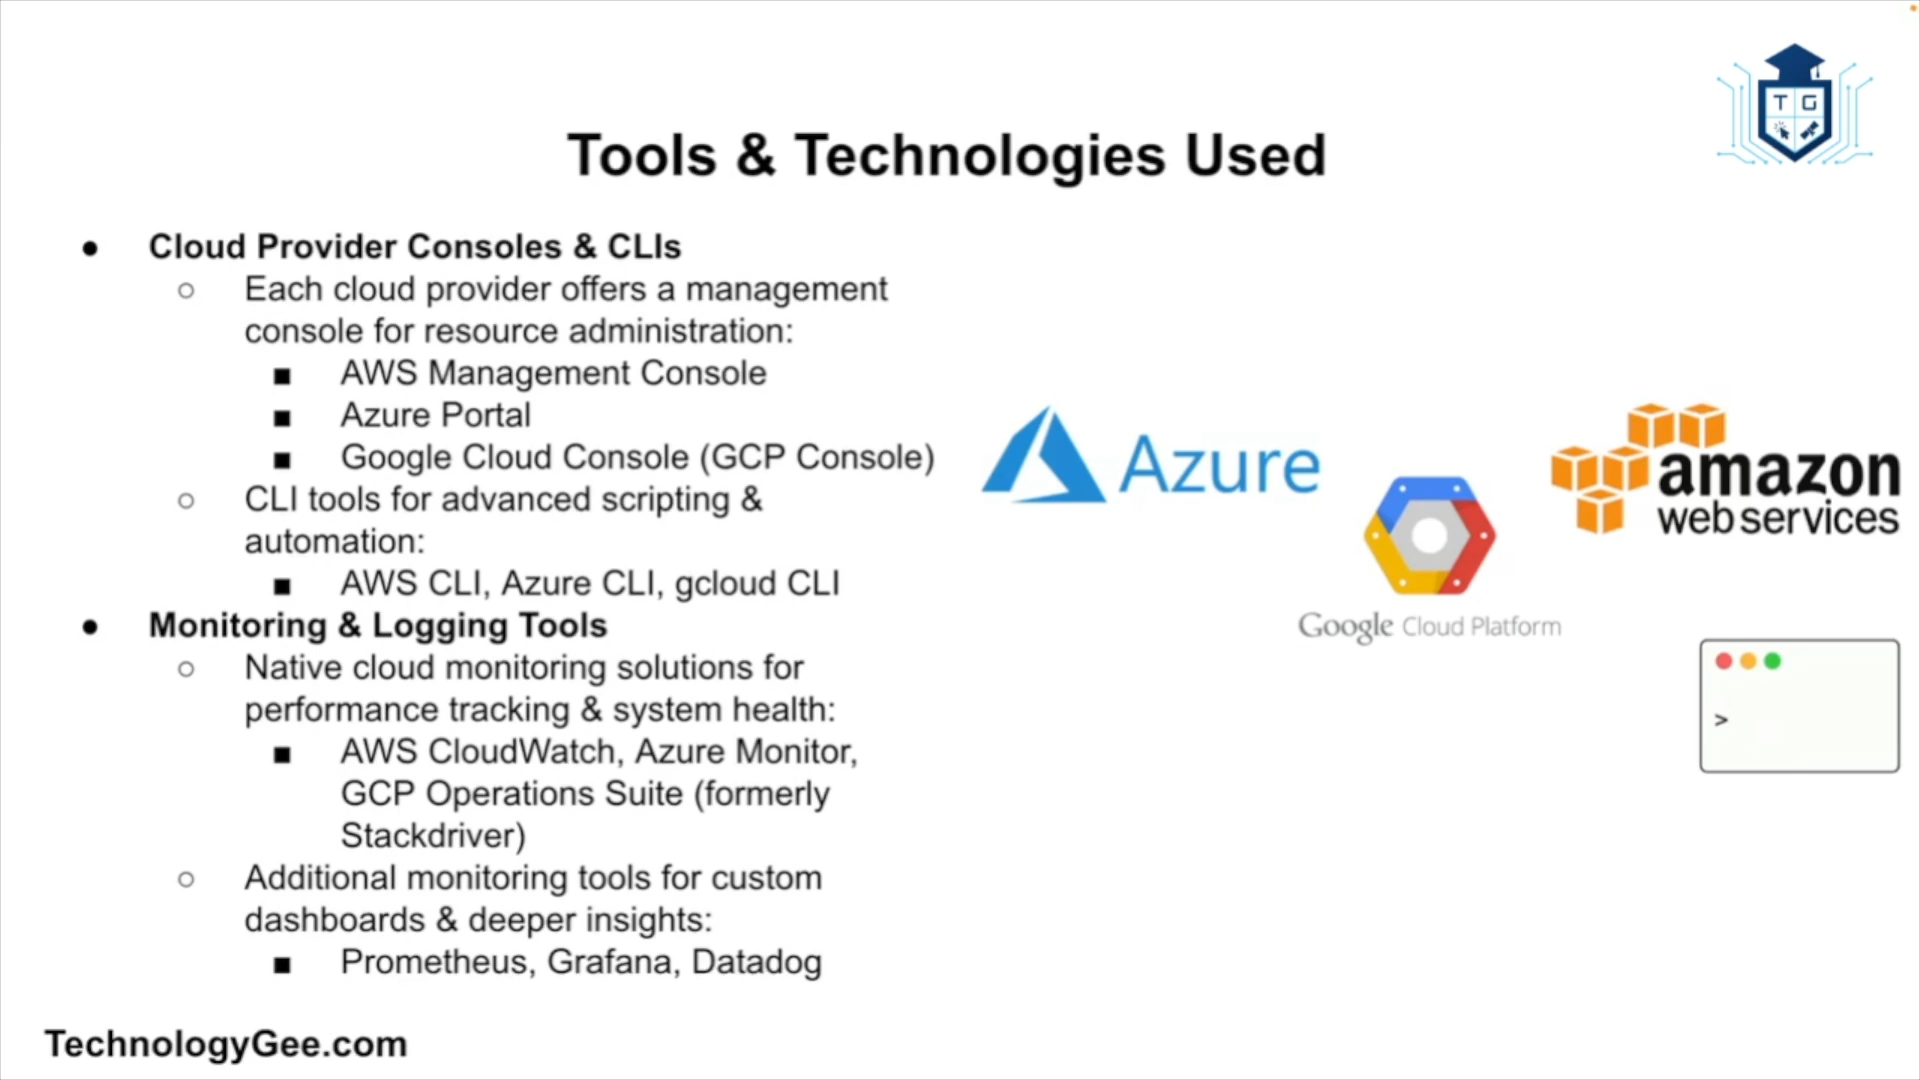 T G
Tools & Technologies Used
● Cloud Provider Consoles & CLIs
○ Each cloud provider offers a management
console for resource administration:
■ AWS Management Console
■ Azure Portal
■ Google Cloud Console (GCP Console)
○ CLI tools for advanced scripting &
automation:
■ AWS CLI, Azure CLI, gcloud CLI
● Monitoring & Logging Tools
○ Native cloud monitoring solutions for
performance tracking & system health:
■ AWS CloudWatch, Azure Monitor,
GCP Operations Suite (formerly
Stackdriver)
○ Additional monitoring tools for custom
dashboards & deeper insights:
■ Prometheus, Grafana, Datadog
Azure
Google Cloud Platform
amazon
web services
>
TechnologyGee.com